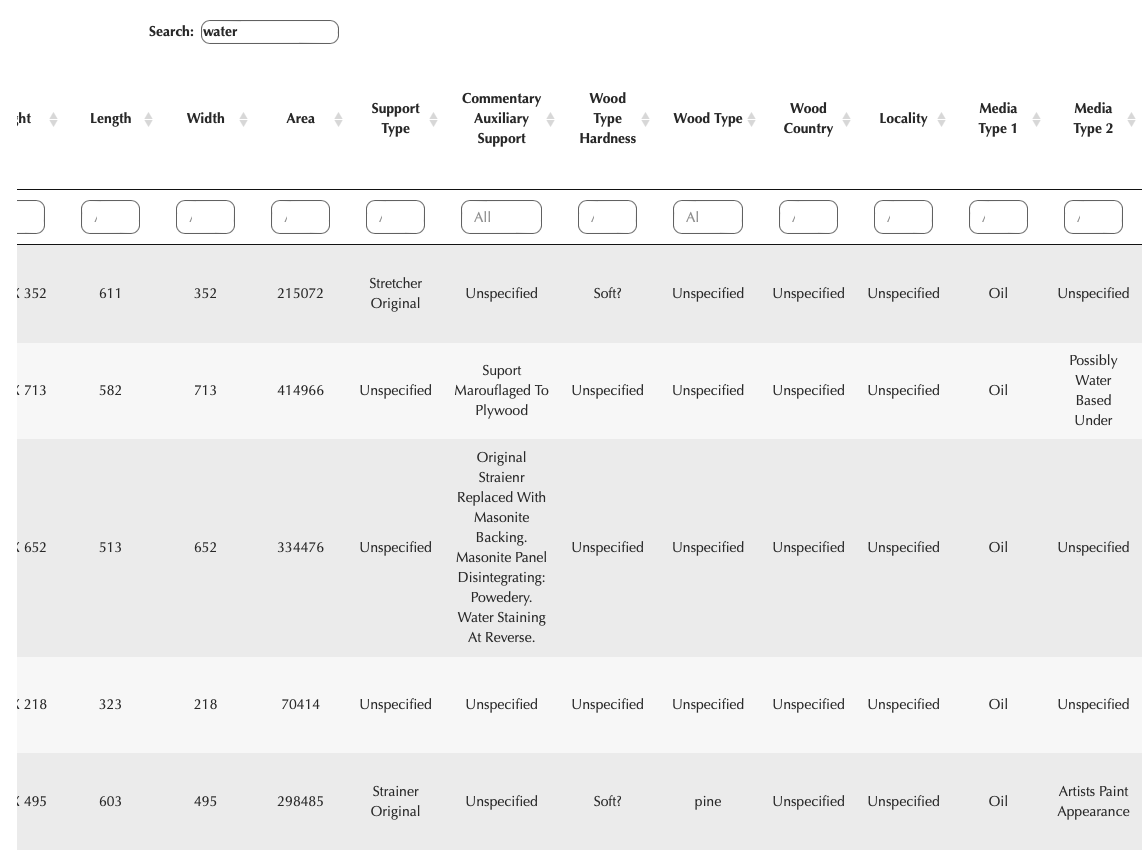 Search: water
ght Length Width Area Support Type Commentary Auxiliary Support Wood Type Hardness Wood Type Wood Country Locality Media Type 1 Media Type 2
All Al
X 352 611 352 215072 Stretcher Original Unspecified Soft? Unspecified Unspecified Unspecified Oil Unspecified
X 713 582 713 414966 Unspecified Suport Marouflaged To Plywood Unspecified Unspecified Unspecified Unspecified Oil Possibly Water Based Under
X 652 513 652 334476 Unspecified Original Straienr Replaced With Masonite Backing. Masonite Panel Disintegrating: Powedery. Water Staining At Reverse. Unspecified Unspecified Unspecified Unspecified Oil Unspecified
X 218 323 218 70414 Unspecified Unspecified Unspecified Unspecified Unspecified Unspecified Oil Unspecified
X 495 603 495 298485 Strainer Original Unspecified Soft? pine Unspecified Unspecified Oil Artists Paint Appearance